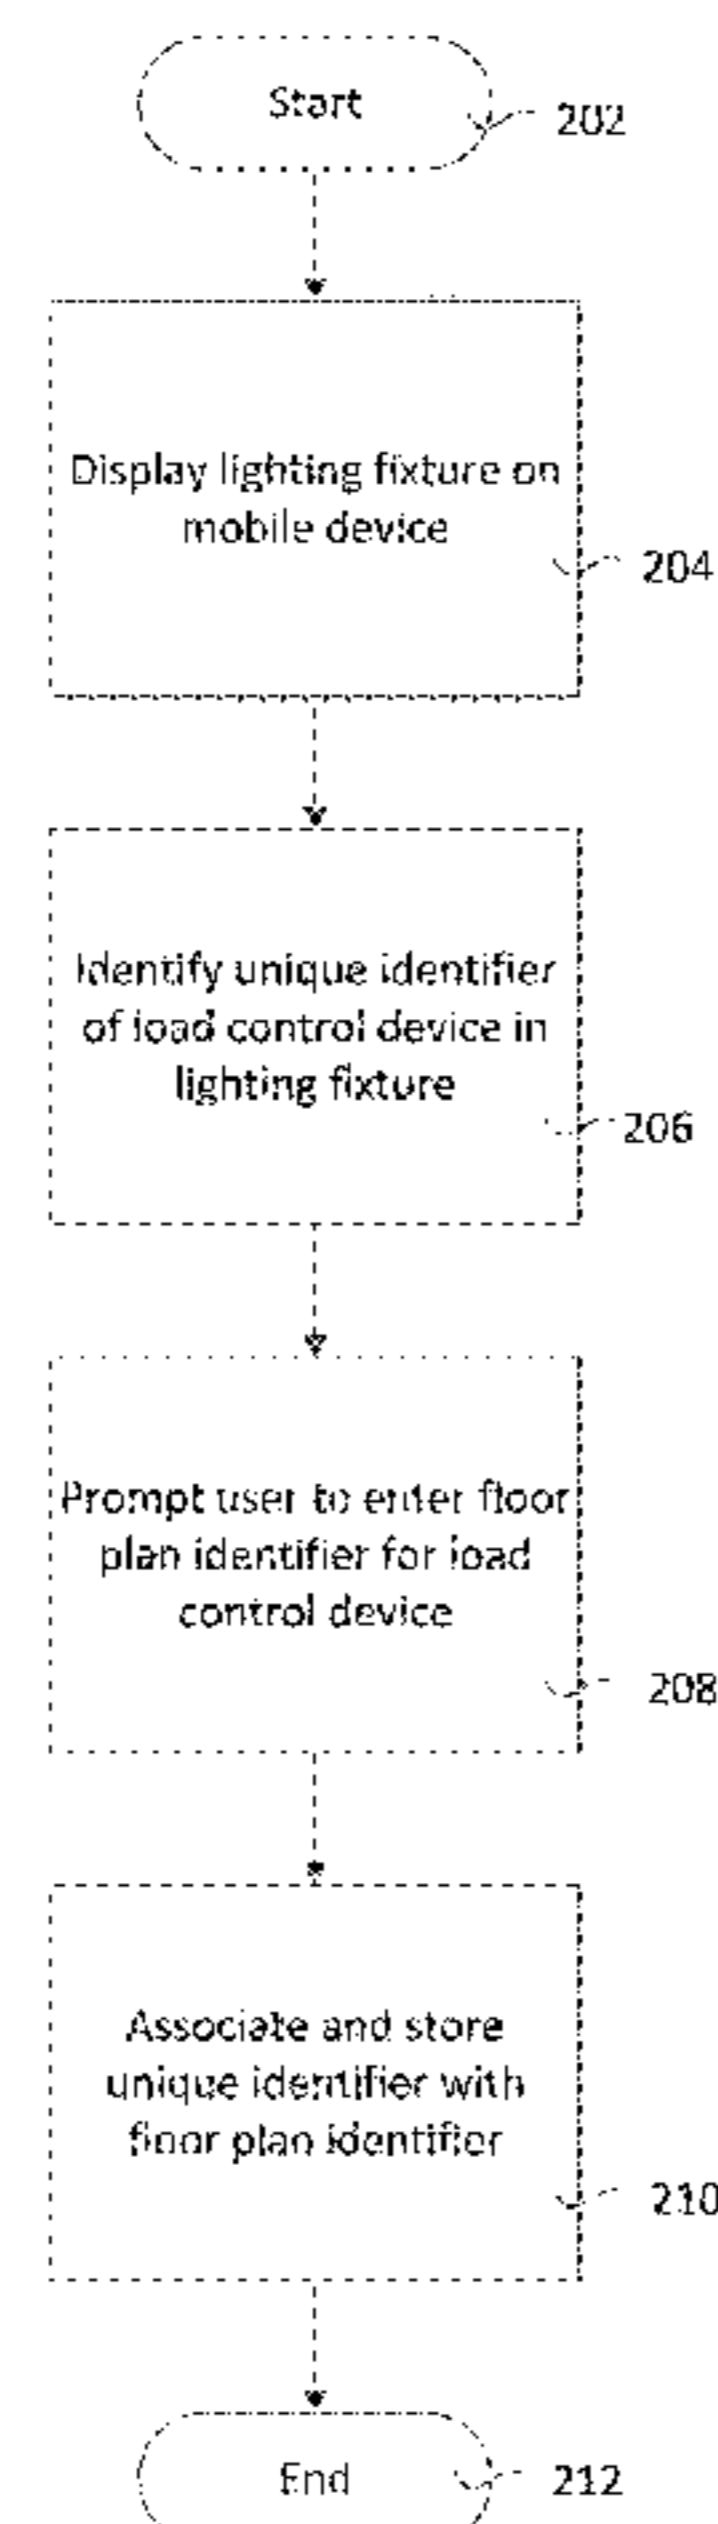 Start
202
Display lighting fixture on
mobile device
204
Identify unique identifier
of load control device in
lighting fixture
206
Prompt user to enter floor
plan identifier for load
control device
208
Associate and store
unique identifier with
floor plan identifier
210
End
212